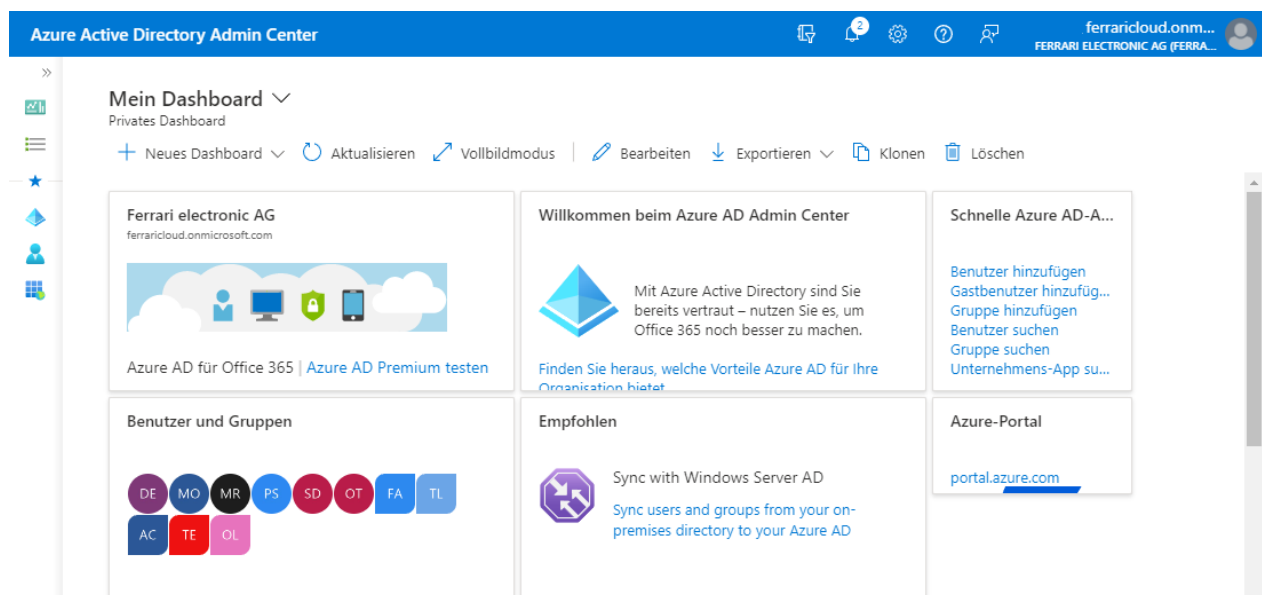 Azure Active Directory Admin Center
2
ferraricloud.onm...
FERRARI ELECTRONIC AG (FERRA...
Mein Dashboard
Privates Dashboard
Neues Dashboard
Aktualisieren
Vollbildmodus
Bearbeiten
Exportieren
Klonen
Löschen
Ferrari electronic AG
ferraricloud.onmicrosoft.com
Azure AD für Office 365 | Azure AD Premium testen
Willkommen beim Azure AD Admin Center
Mit Azure Active Directory sind Sie
bereits vertraut – nutzen Sie es, um
Office 365 noch besser zu machen.
Finden Sie heraus, welche Vorteile Azure AD für Ihre
Organisation bietet
Schnelle Azure AD-A...
Benutzer hinzufügen
Gastbenutzer hinzufüg...
Gruppe hinzufügen
Benutzer suchen
Gruppe suchen
Unternehmens-App su...
Benutzer und Gruppen
DE MO MR PS SD OT FA TL
AC TE OL
Empfohlen
Sync with Windows Server AD
Sync users and groups from your on-
premises directory to your Azure AD
Azure-Portal
portal.azure.com